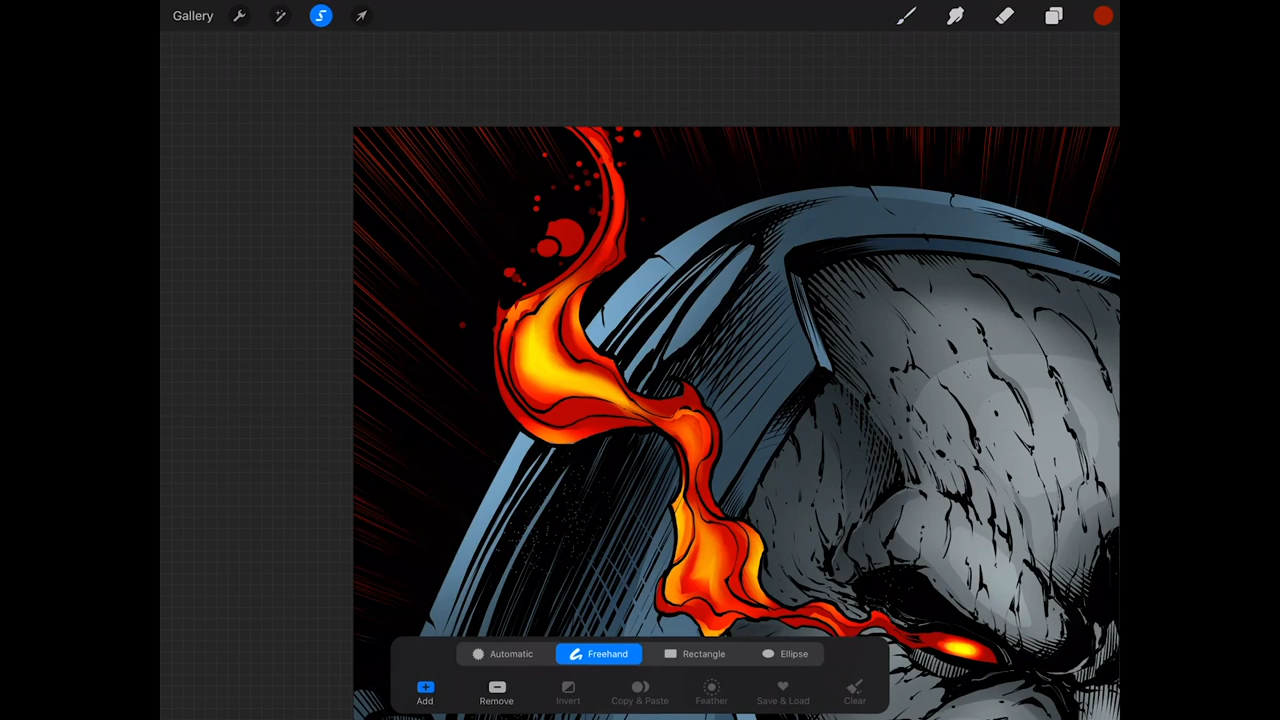 Gallery
Automatic Freehand Rectangle Ellipse
Add Remove Invert Copy & Paste Feather Save & Load Clear